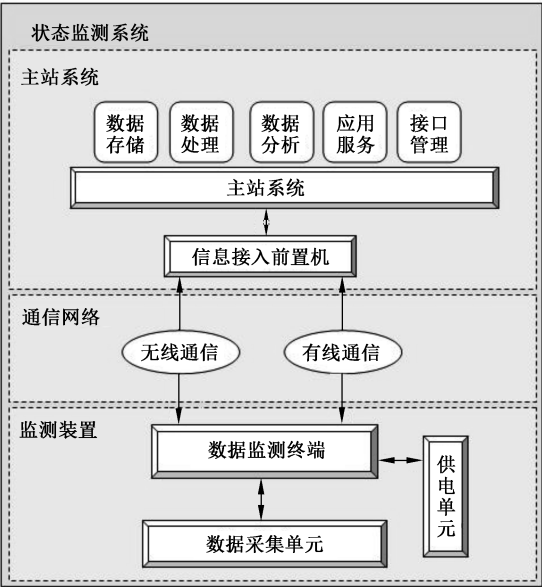 状态监测系统
主站系统
数据
存储
数据
处理
数据
分析
应用
服务
接口
管理
主站系统
信息接入前置机
通信网络
无线通信
有线通信
监测装置
数据监测终端
供
电
单
元
数据采集单元